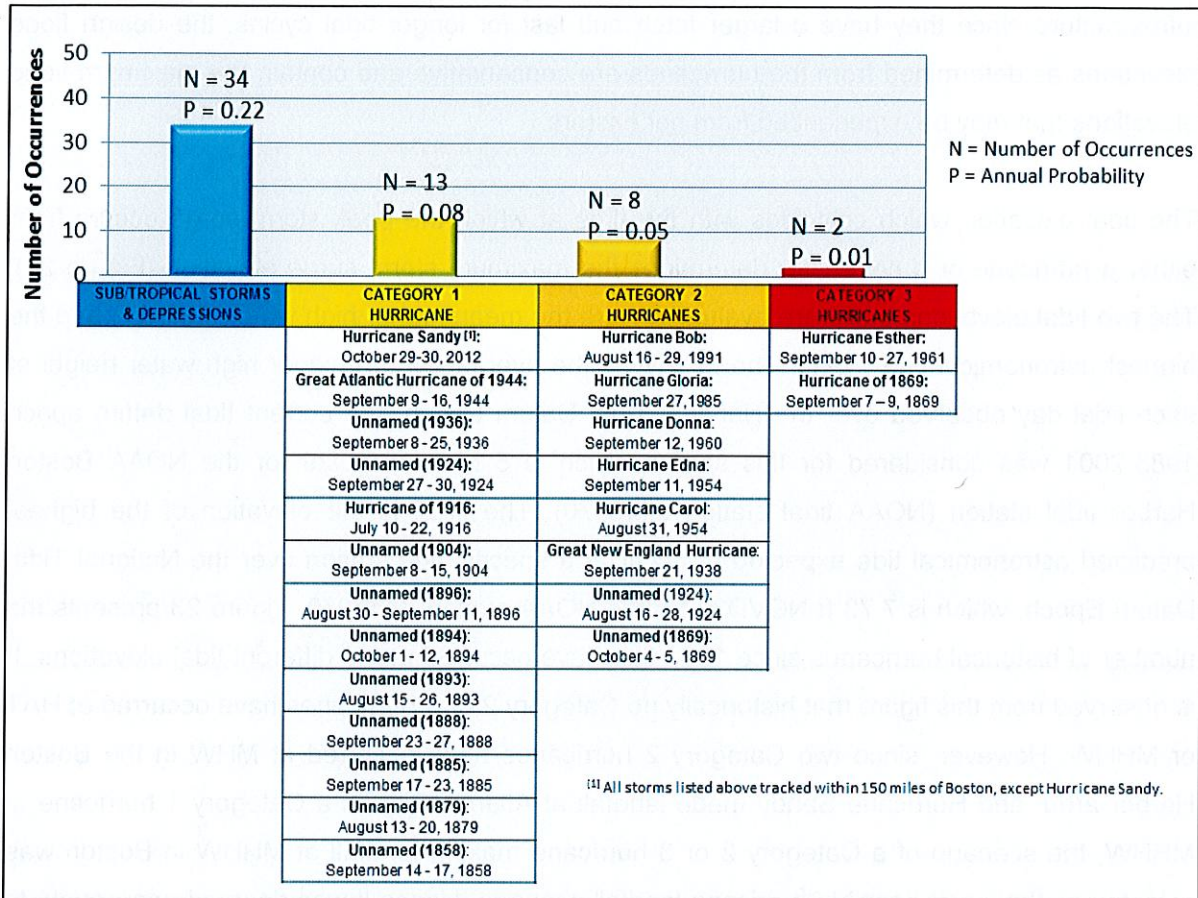 50
40
30
20
10
0
Number of Occurrences
N = 34
P = 0.22
N = 13
P = 0.08
N = 8
P = 0.05
N = 2
P = 0.01
N = Number of Occurrences
P = Annual Probability
SUB/TROPICAL STORMS
& DEPRESSIONS
CATEGORY 1
HURRICANE
CATEGORY 2
HURRICANES
CATEGORY 3
HURRICANES
Hurricane Sandy [1]:
October 29-30, 2012
Great Atlantic Hurricane of 1944:
September 9 - 16, 1944
Unnamed (1936):
September 8 - 25, 1936
Unnamed (1924):
September 27 - 30, 1924
Hurricane of 1916:
July 10 - 22, 1916
Unnamed (1904):
September 8 - 15, 1904
Unnamed (1896):
August 30 - September 11, 1896
Unnamed (1894):
October 1 - 12, 1894
Unnamed (1893):
August 15 - 26, 1893
Unnamed (1888):
September 23 - 27, 1888
Unnamed (1885):
September 17 - 23, 1885
Unnamed (1879):
August 13 - 20, 1879
Unnamed (1858):
September 14 - 17, 1858
Hurricane Bob:
August 16 - 29, 1991
Hurricane Gloria:
September 27,1985
Hurricane Donna:
September 12, 1960
Hurricane Edna:
September 11, 1954
Hurricane Carol:
August 31, 1954
Great New England Hurricane:
September 21, 1938
Unnamed (1924):
August 16 - 28, 1924
Unnamed (1869):
October 4 - 5, 1869
Hurricane Esther:
September 10 - 27, 1961
Hurricane of 1869:
September 7 – 9, 1869
[1] All storms listed above tracked within 150 miles of Boston, except Hurricane Sandy.